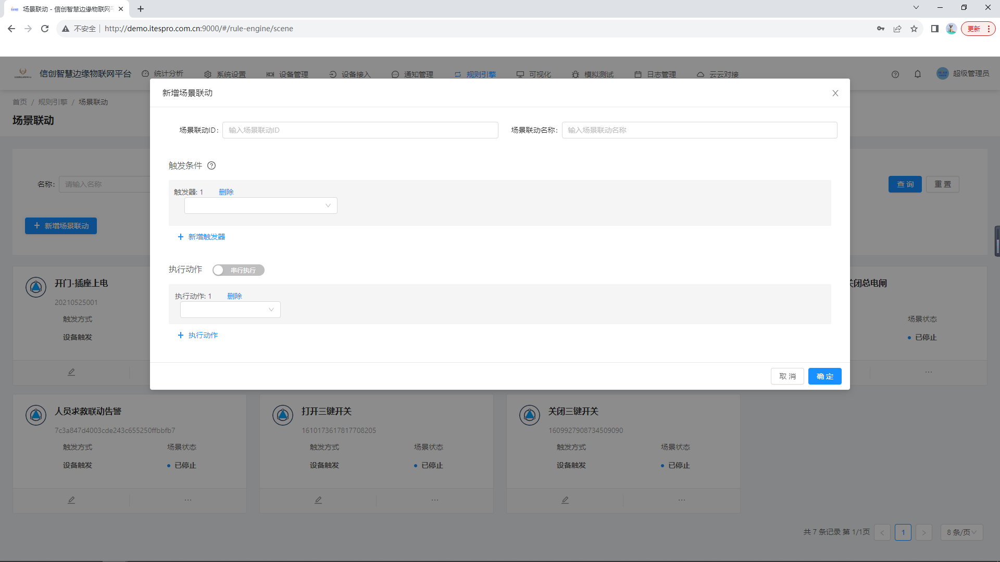 场景联动 - 信创智慧边缘物联网平
不安全 http://demo.itespro.com.cn:9000/#/rule-engine/scene 更新
信创智慧边缘物联网平台 统计分析 系统设置 设备管理 设备接入 通知管理 规则引擎 可视化 模拟测试 日志管理 云云对接 超级管理员
首页 / 规则引擎 / 场景联动
场景联动
名称: 请输入名称 查 询 重 置
新增场景联动
新增场景联动
场景联动ID: 输入场景联动ID 场景联动名称: 输入场景联动名称
触发条件
触发器: 1 删除
新增触发器
执行动作 串行执行
执行动作: 1 删除
执行动作
取 消 确 定
开门-插座上电
20210525001
触发方式
设备触发
关闭总电闸
场景状态
已停止
人员求救联动告警
7c3a847d4003cde243c655250ffbbfb7
触发方式 场景状态
设备触发 已停止
打开三键开关
1610173617817708205
触发方式 场景状态
设备触发 已停止
关闭三键开关
1609927908734509090
触发方式 场景状态
设备触发 已停止
共 7 条记录 第 1/1页 1 8 条/页